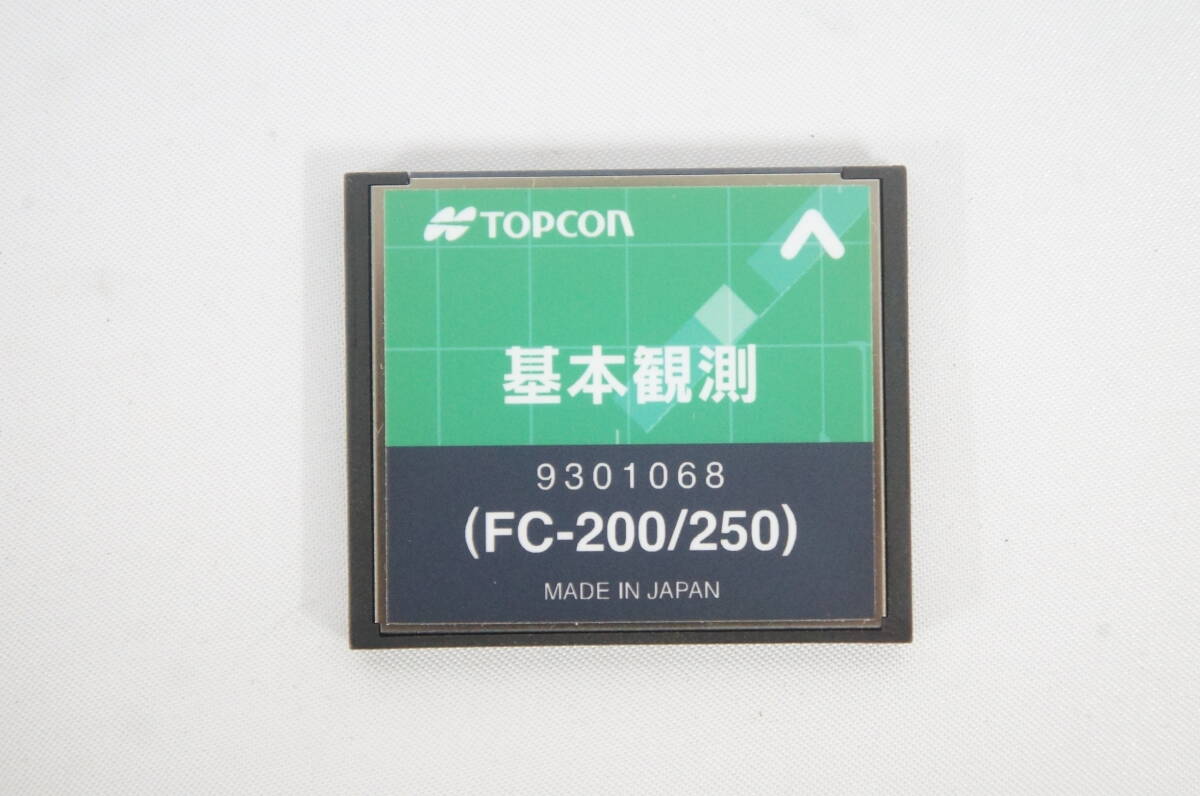 TOPCON
基本観測
9301068
(FC-200/250)
MADE IN JAPAN